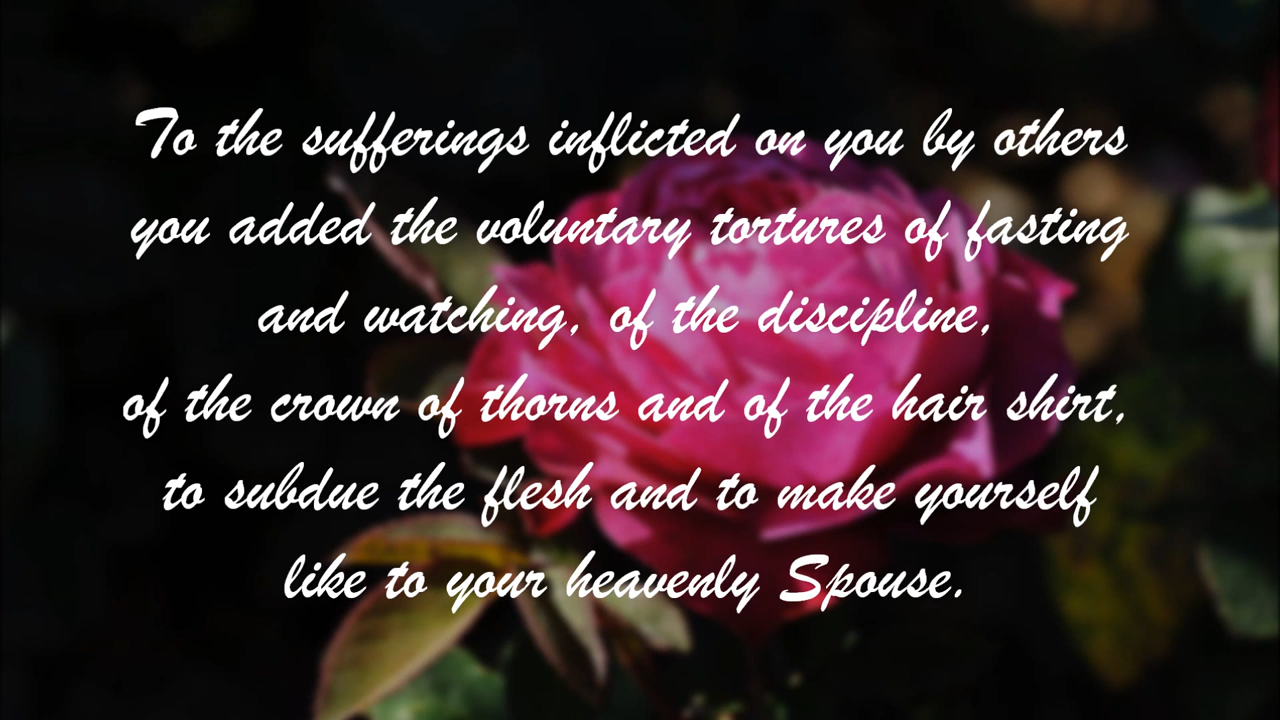 To the sufferings inflicted on you by others
you added the voluntary tortures of fasting
and watching, of the discipline,
of the crown of thorns and of the hair shirt,
to subdue the flesh and to make yourself
like to your heavenly Spouse.